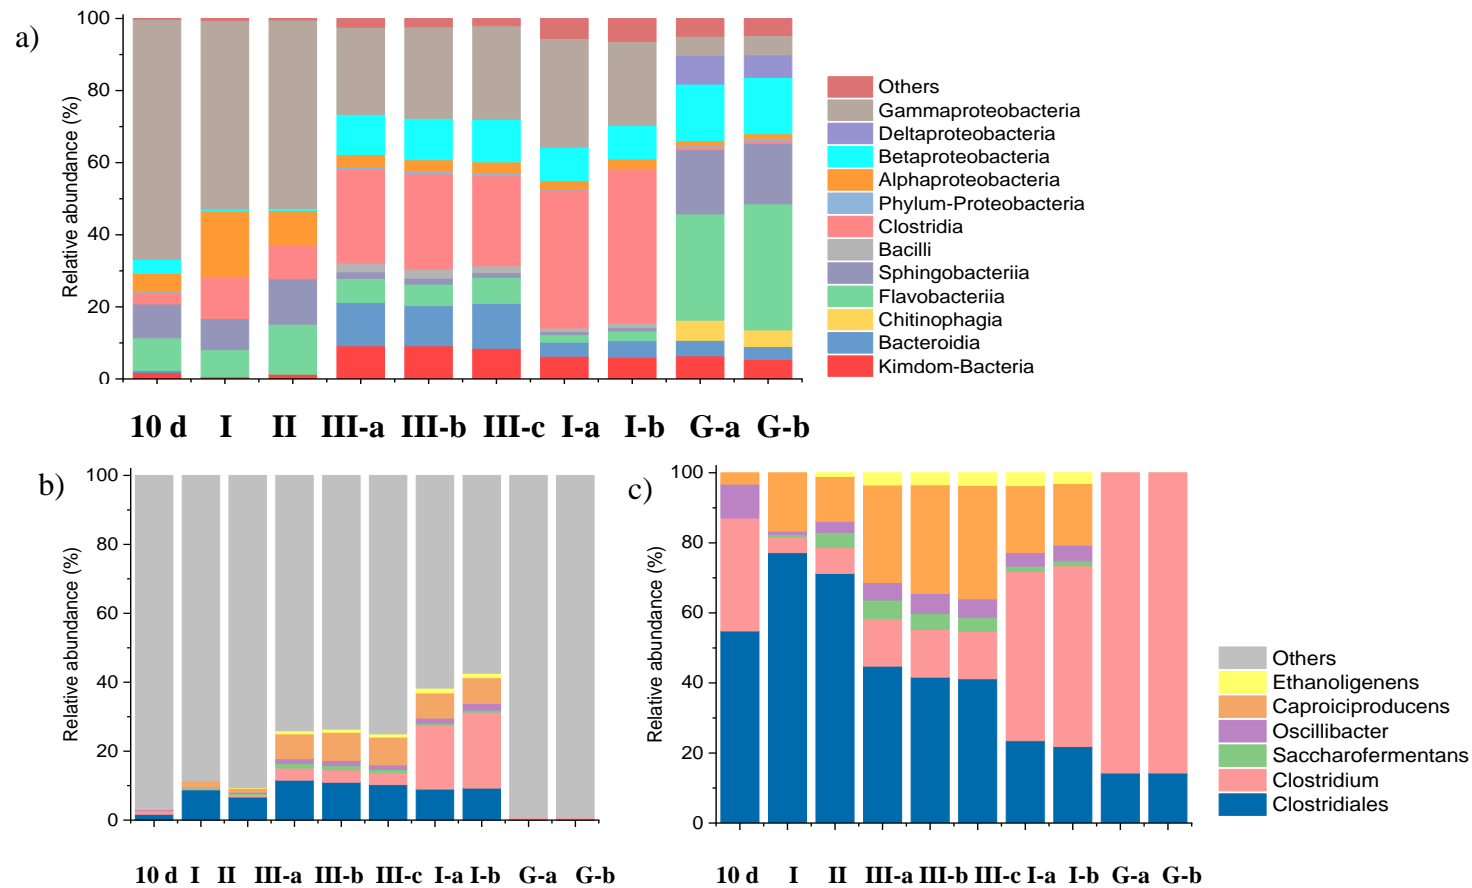 a)
Relative abundance (%)
100
80
60
40
20
0
10 d I II III-a III-b III-c I-a I-b G-a G-b
Others
Gammaproteobacteria
Deltaproteobacteria
Betaproteobacteria
Alphaproteobacteria
Phylum-Proteobacteria
Clostridia
Bacilli
Sphingobacteriia
Flavobacteriia
Chitinophagia
Bacteroidia
Kimdom-Bacteria
b)
Relative abundance (%)
100
80
60
40
20
0
10 d I II III-a III-b III-c I-a I-b G-a G-b
c)
Relative abundance (%)
100
80
60
40
20
0
10 d I II III-a III-b III-c I-a I-b G-a G-b
Others
Ethanoligenens
Caproiciproducens
Oscillibacter
Saccharofermentans
Clostridium
Clostridiales